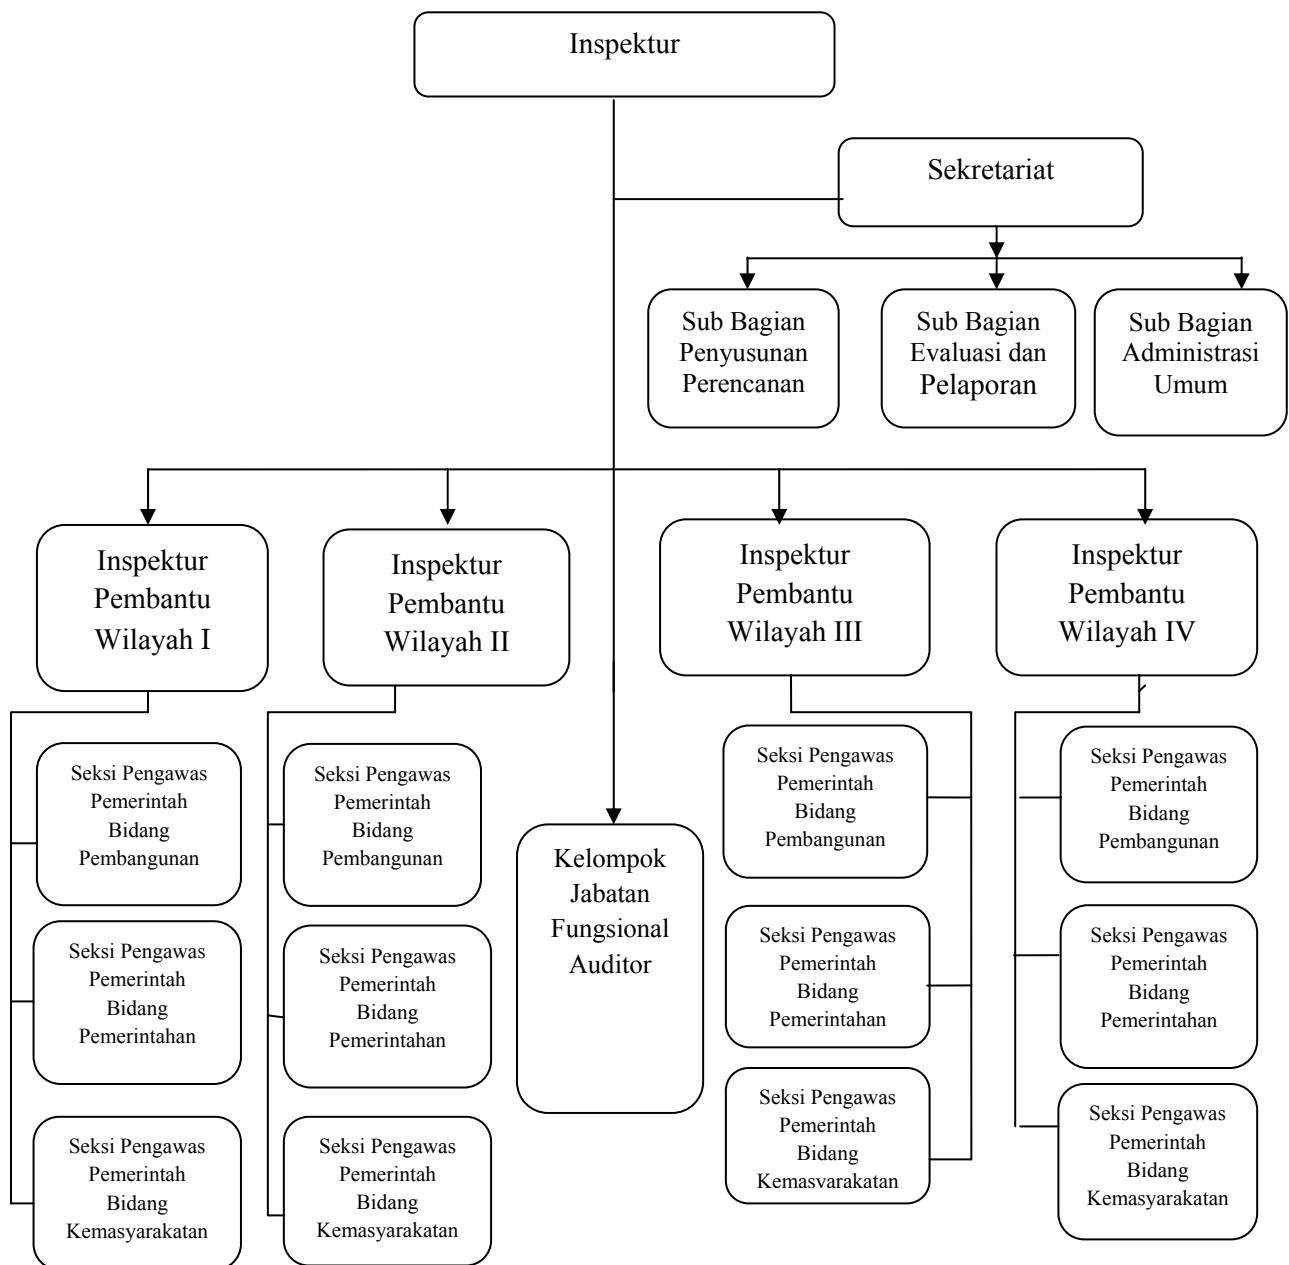 Inspektur
Sekretariat
Sub Bagian
Penyusunan
Perencanan
Sub Bagian
Evaluasi dan
Pelaporan
Sub Bagian
Administrasi
Umum
Inspektur
Pembantu
Wilayah I
Inspektur
Pembantu
Wilayah II
Inspektur
Pembantu
Wilayah III
Inspektur
Pembantu
Wilayah IV
Seksi Pengawas
Pemerintah
Bidang
Pembangunan
Seksi Pengawas
Pemerintah
Bidang
Pembangunan
Kelompok
Jabatan
Fungsional
Auditor
Seksi Pengawas
Pemerintah
Bidang
Pembangunan
Seksi Pengawas
Pemerintah
Bidang
Pembangunan
Seksi Pengawas
Pemerintah
Bidang
Pemerintahan
Seksi Pengawas
Pemerintah
Bidang
Pemerintahan
Seksi Pengawas
Pemerintah
Bidang
Pemerintahan
Seksi Pengawas
Pemerintah
Bidang
Pemerintahan
Seksi Pengawas
Pemerintah
Bidang
Kemasyarakatan
Seksi Pengawas
Pemerintah
Bidang
Kemasyarakatan
Seksi Pengawas
Pemerintah
Bidang
Kemasyarakatan
Seksi Pengawas
Pemerintah
Bidang
Kemasyarakatan